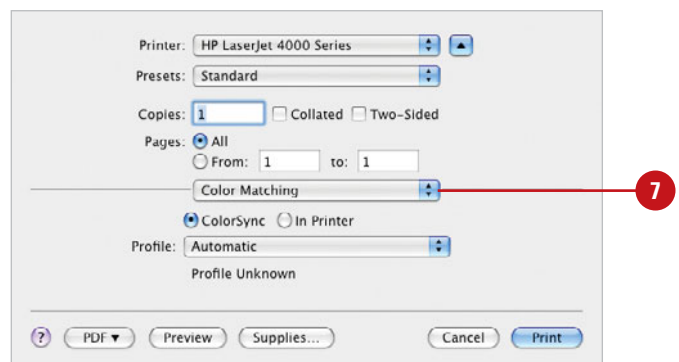 Printer: HP LaserJet 4000 Series
Presets: Standard
Copies: 1 Collated Two-Sided
Pages: All
From: 1 to: 1
Color Matching
7
ColorSync In Printer
Profile: Automatic
Profile Unknown
? PDF▼ Preview Supplies... Cancel Print